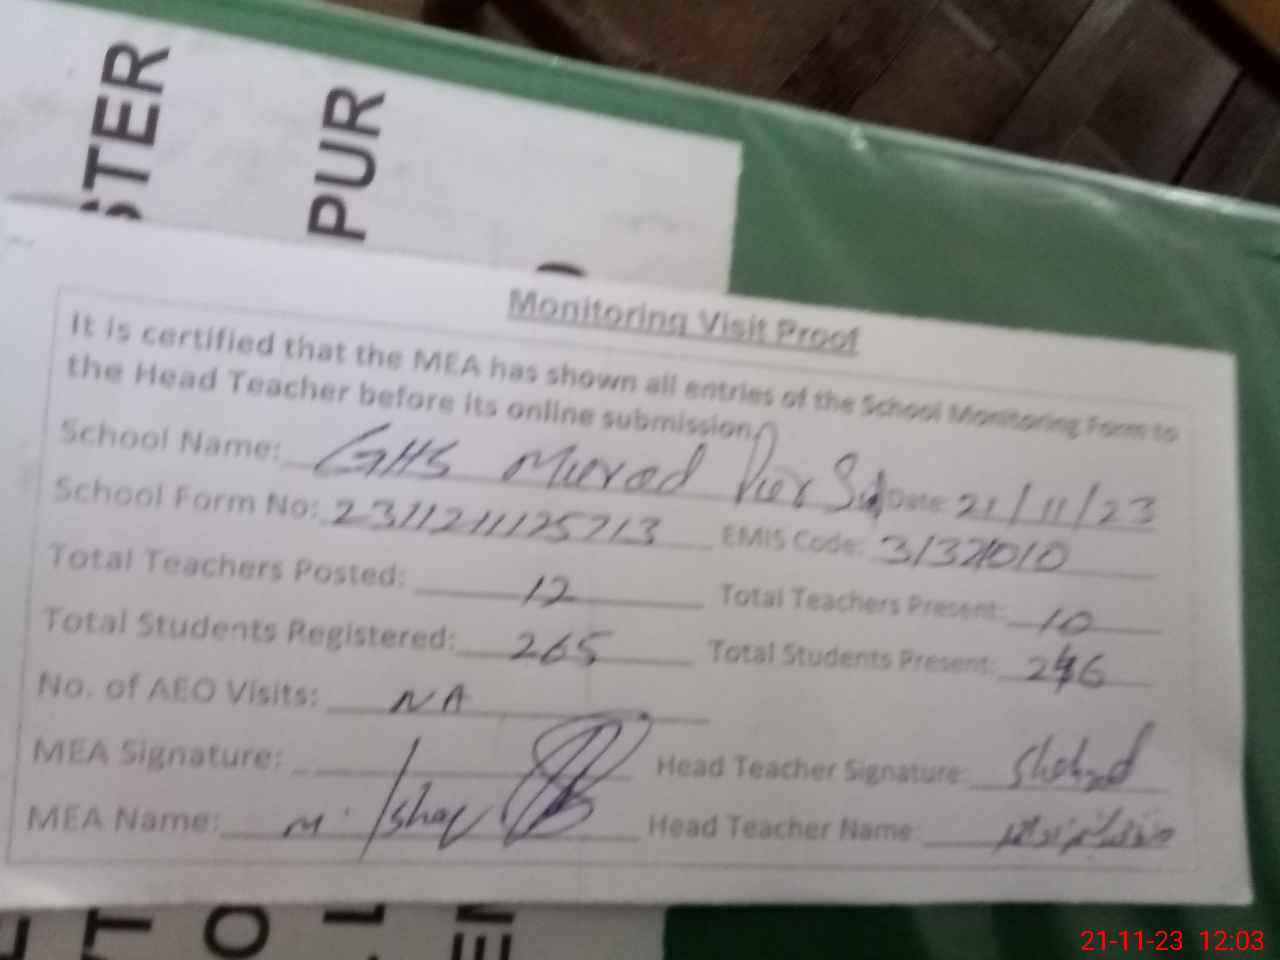 STER
PUR
Monitoring Visit Proof
It is certified that the MEA has shown all entries of the School Monitoring Form to
the Head Teacher before its online submission.
School Name: GHS Murad Date: 21/11/23
School Form No: 2311211125713 EMIS Code:
Total Teachers Posted: 12 Total Teachers Present: 10
Total Students Registered: 265 Total Students Present: 246
No. of AEO Visits: NA
MEA Signature: Head Teacher Signature: Shahzad
MEA Name: M. Ishaq Head Teacher Name:
21-11-23 12:03